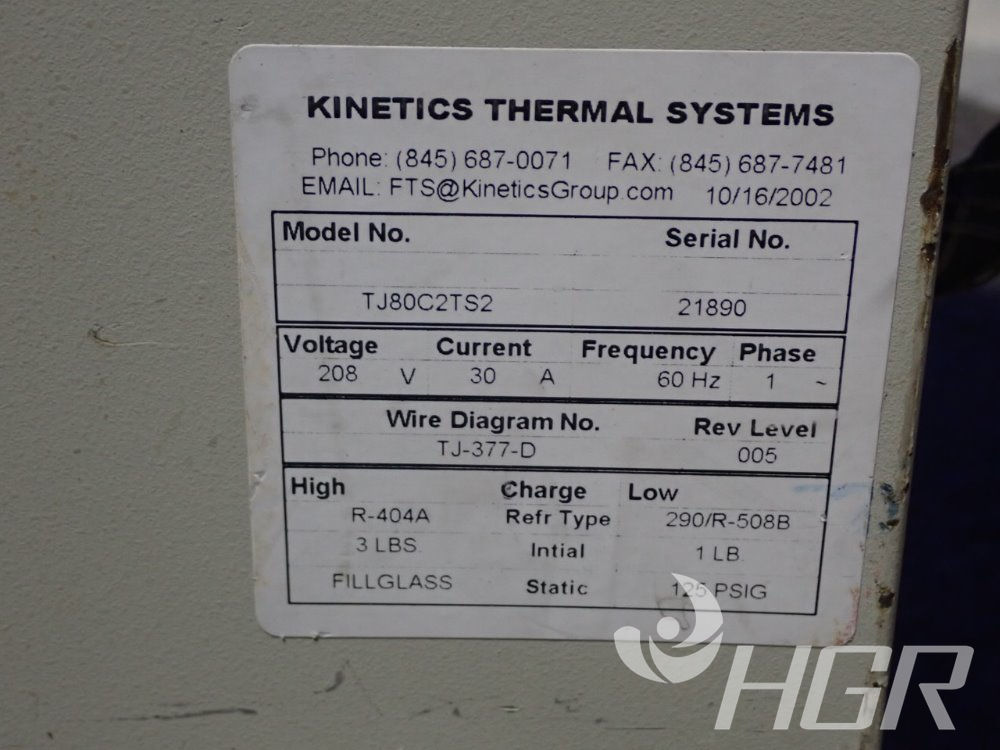 KINETICS THERMAL SYSTEMS
Phone: (845) 687-0071 FAX: (845) 687-7481
EMAIL: FTS@KineticsGroup.com 10/16/2002
Model No. Serial No.
TJ80C2TS2 21890
Voltage Current Frequency Phase
208 V 30 A 60 Hz 1 ~
Wire Diagram No. Rev Level
TJ-377-D 005
High Charge Low
R-404A Refr Type 290/R-508B
3 LBS. Intial 1 LB.
FILLGLASS Static 125 PSIG
HGR